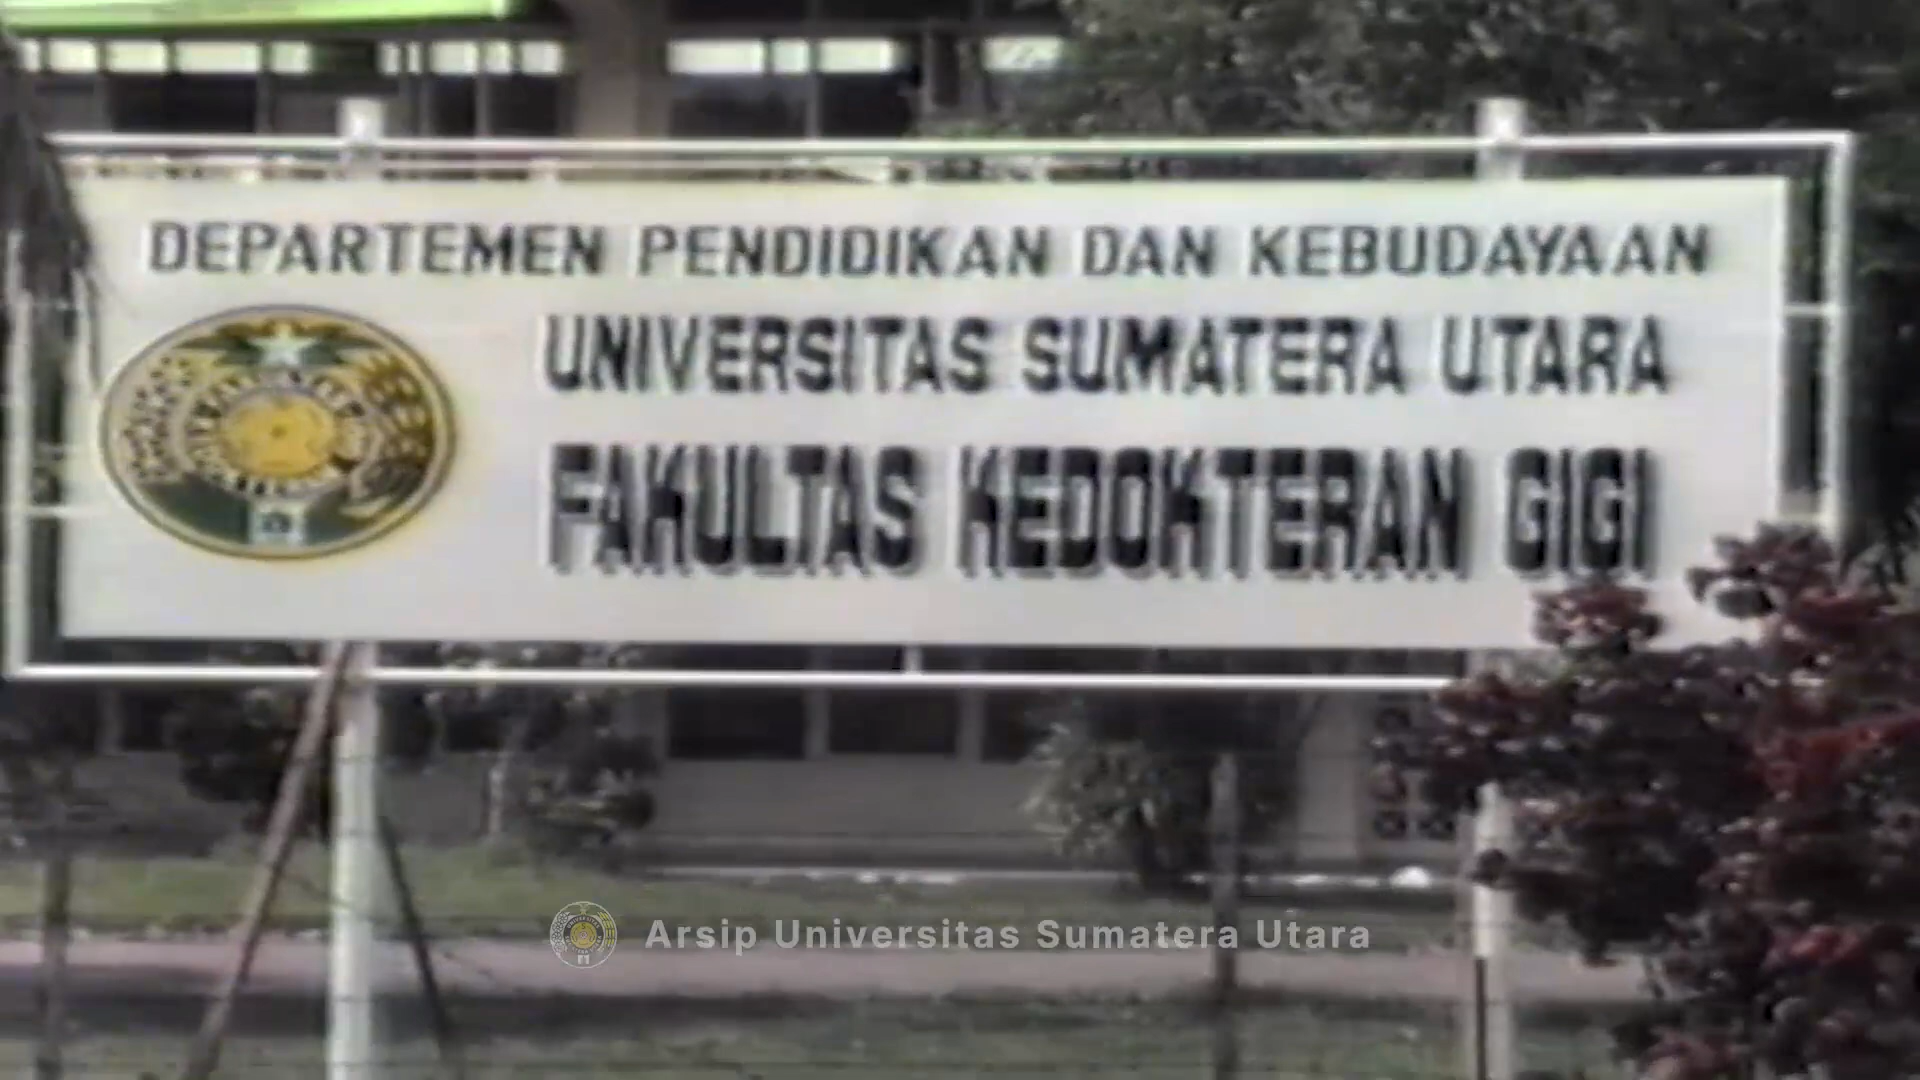 DEPARTEMEN PENDIDIKAN DAN KEBUDAYAAN
UNIVERSITAS SUMATERA UTARA
FAKULTAS KEDOKTERAN GIGI
Arsip Universitas Sumatera Utara